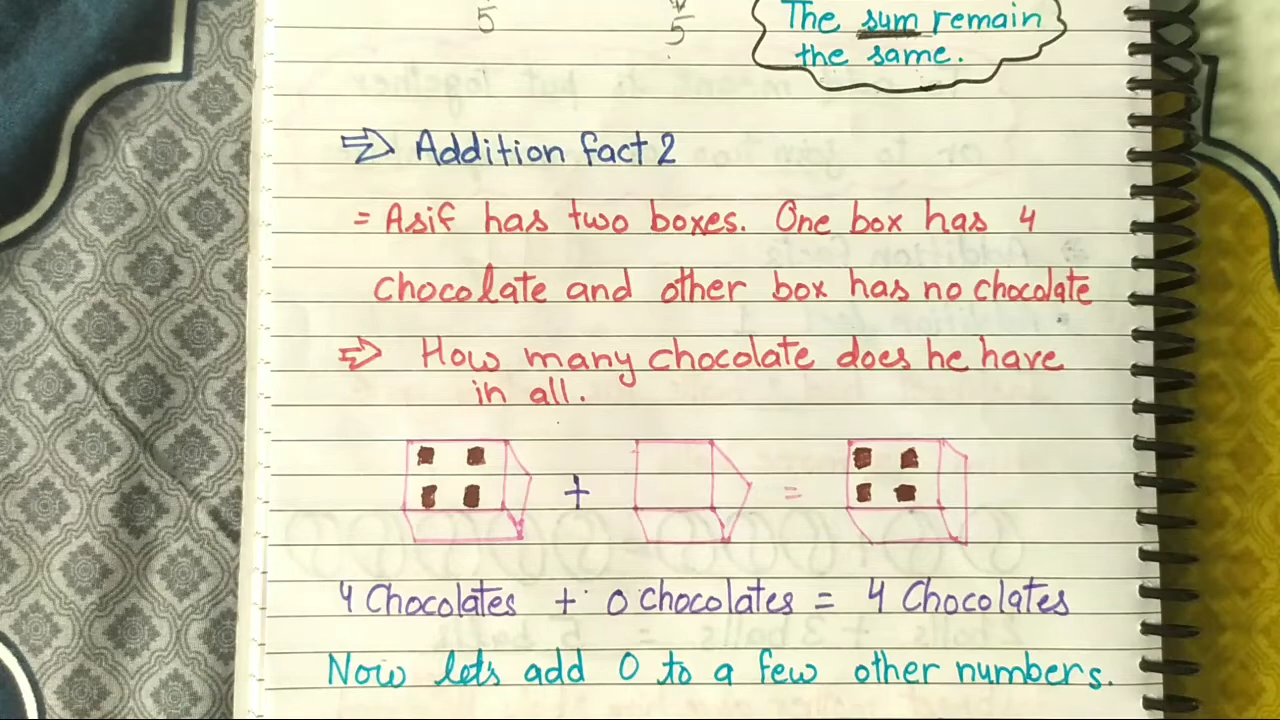 5 5
The sum remain
the same.
⇒ Addition fact 2
= Asif has two boxes. One box has 4
chocolate and other box has no chocolate
⇒ How many chocolate does he have
in all.
+ =
4 Chocolates + 0 chocolates = 4 Chocolates
Now let's add 0 to a few other numbers.